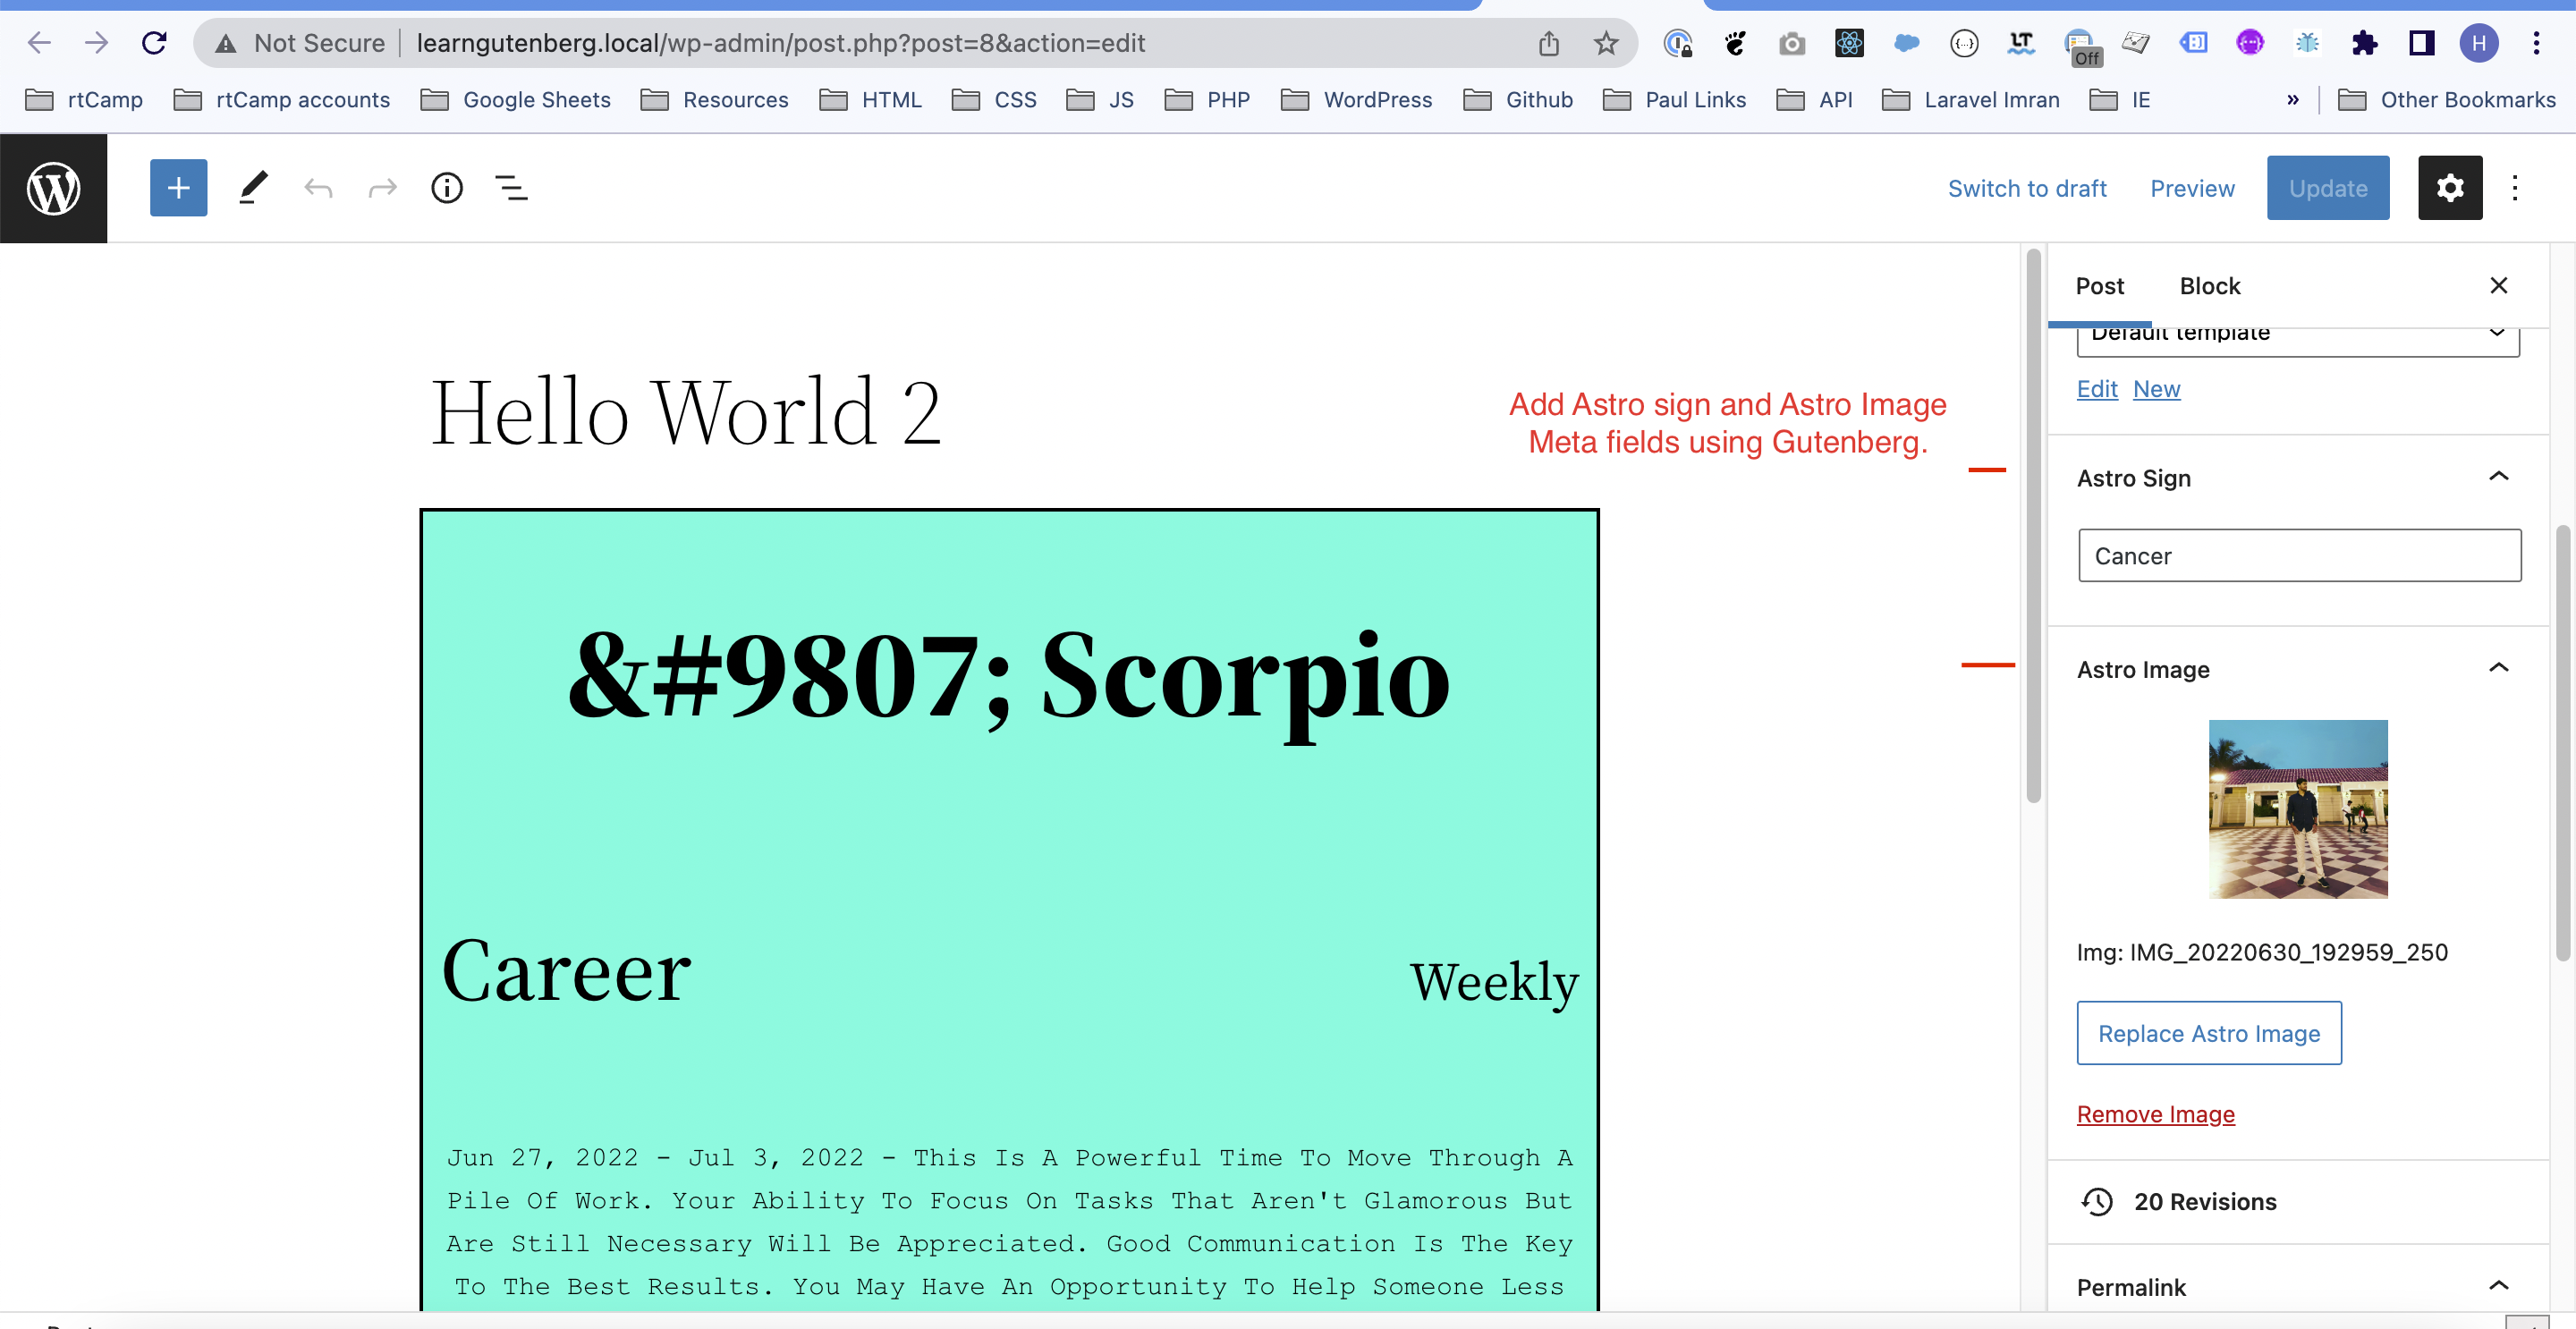 Not Secure
learngutenberg.local/wp-admin/post.php?post=8&action=edit
LT
Off
H
rtCamp
rtCamp accounts
Google Sheets
Resources
HTML
CSS
JS
PHP
WordPress
Github
Paul Links
API
Laravel Imran
IE
»
Other Bookmarks
Switch to draft
Preview
Update
Post
Block
Default template
Edit New
Hello World 2
Add Astro sign and Astro Image
Meta fields using Gutenberg.
Astro Sign
Cancer
&#9807; Scorpio
Astro Image
Career
Weekly
Img: IMG_20220630_192959_250
Replace Astro Image
Remove Image
Jun 27, 2022 - Jul 3, 2022 - This Is A Powerful Time To Move Through A
Pile Of Work. Your Ability To Focus On Tasks That Aren't Glamorous But
Are Still Necessary Will Be Appreciated. Good Communication Is The Key
To The Best Results. You May Have An Opportunity To Help Someone Less
20 Revisions
Permalink